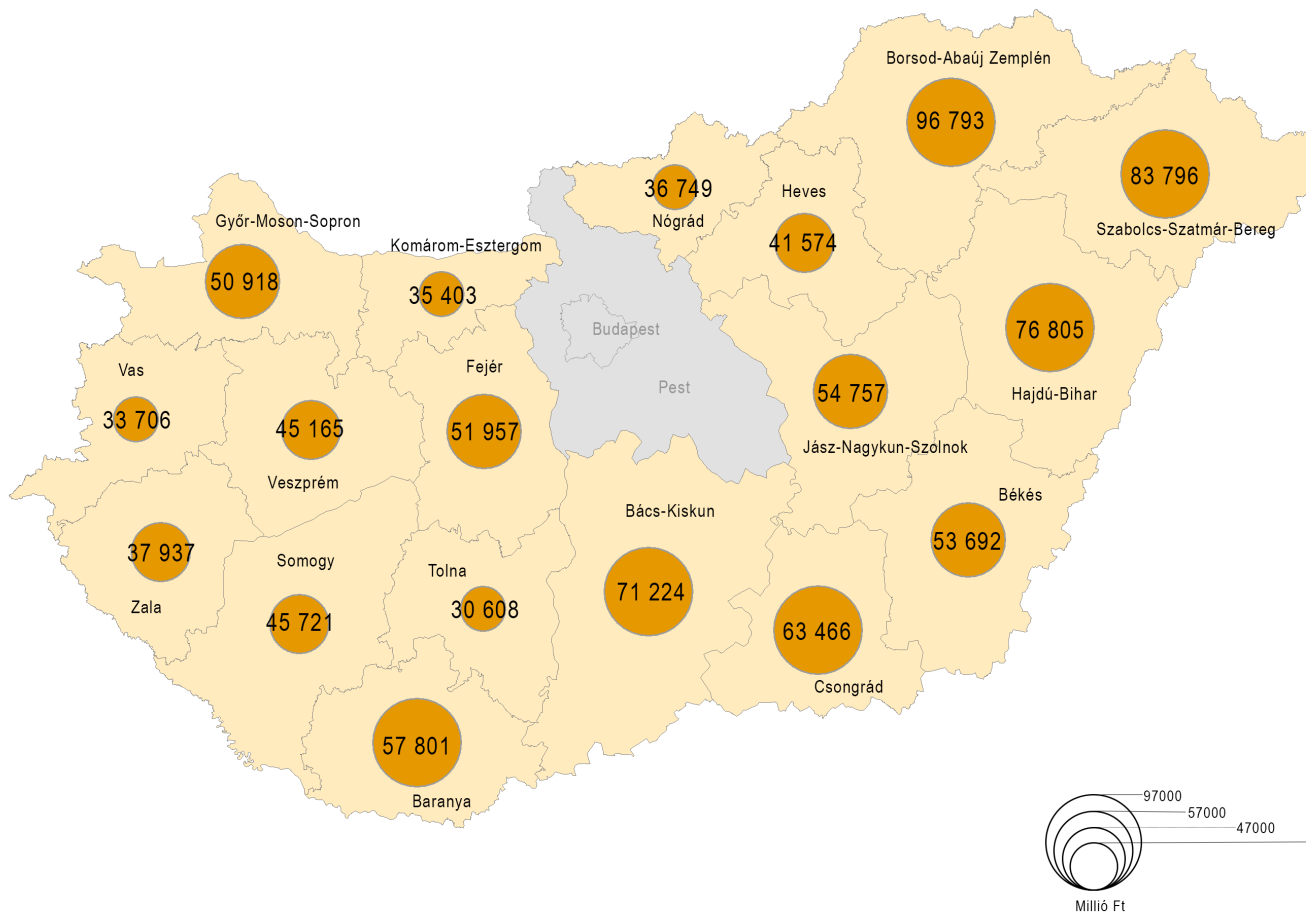 Borsod-Abaúj Zemplén
96 793
83 796
Szabolcs-Szatmár-Bereg
36 749
Nógrád
Heves
41 574
Győr-Moson-Sopron
50 918
Komárom-Esztergom
35 403
76 805
Hajdú-Bihar
Budapest
Pest
Vas
33 706
45 165
Veszprém
Fejér
51 957
54 757
Jász-Nagykun-Szolnok
Békés
53 692
Bács-Kiskun
71 224
37 937
Zala
Somogy
45 721
Tolna
30 608
63 466
Csongrád
57 801
Baranya
97000
57000
47000
Millió Ft